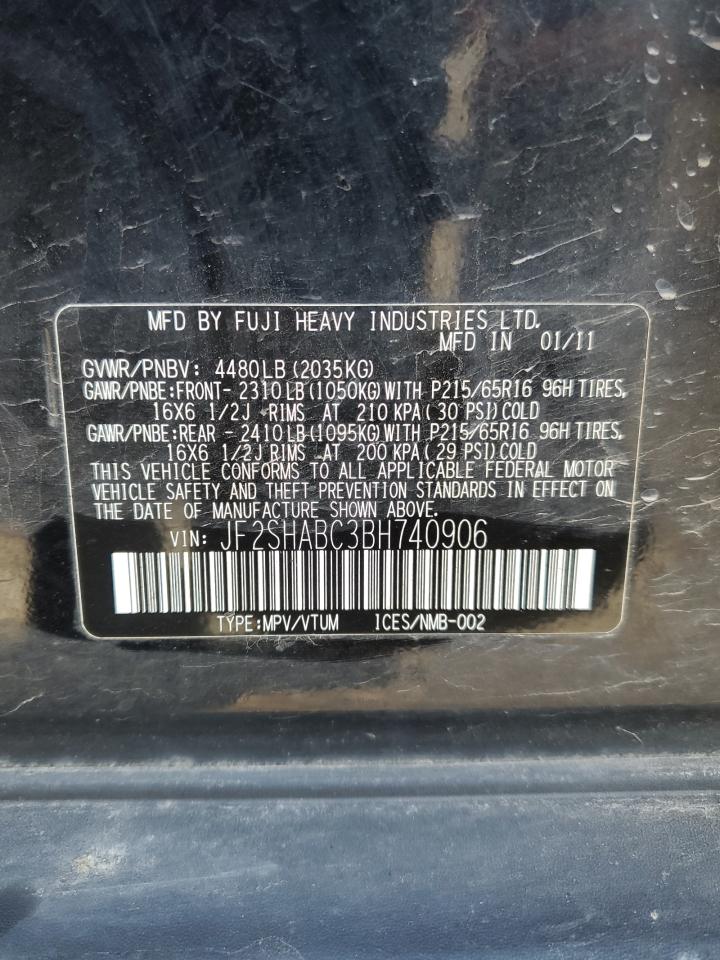 MFD BY FUJI HEAVY INDUSTRIES LTD.
MFD IN 01/11
GVWR/PNBV: 4480LB(2035KG)
GAWR/PNBE:FRONT- 2310LB(1050KG)WITH P215/65R16 96H TIRES,
16X6 1/2J RIMS AT 210 KPA(30 PSI)COLD
GAWR/PNBE:REAR - 2410LB(1095KG)WITH P215/65R16 96H TIRES,
16X6 1/2J RIMS AT 200 KPA(29 PSI)COLD
THIS VEHICLE CONFORMS TO ALL APPLICABLE FEDERAL MOTOR
VEHICLE SAFETY AND THEFT PREVENTION STANDARDS IN EFFECT ON
THE DATE OF MANUFACTURE SHOWN ABOVE.
VIN: JF2SHABC3BH740906
TYPE:MPV/VTUM ICES/NMB-002